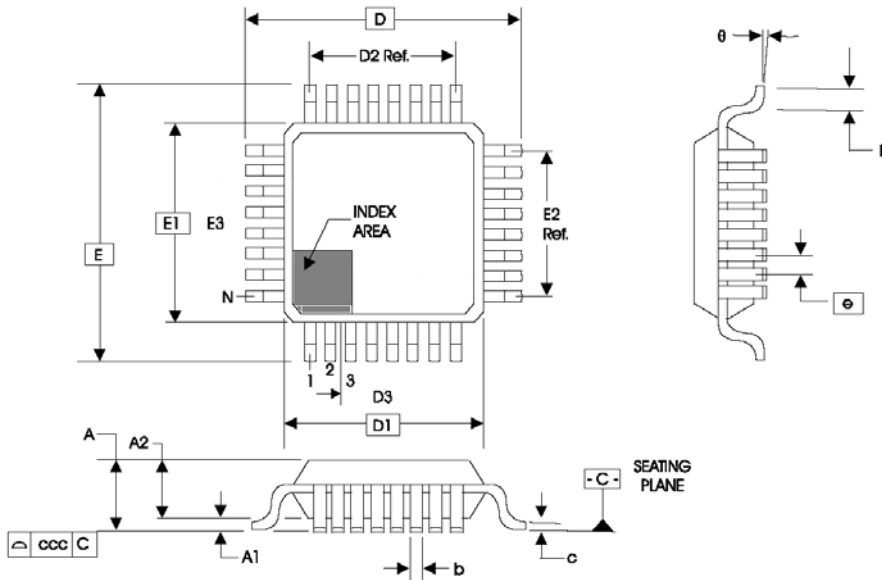 D
D2 Ref.
θ
E
E1
E3
INDEX
AREA
E2
Ref.
N
e
1
2
3
D3
D1
A
A2
-C-
SEATING
PLANE
ccc C
A1
b
c